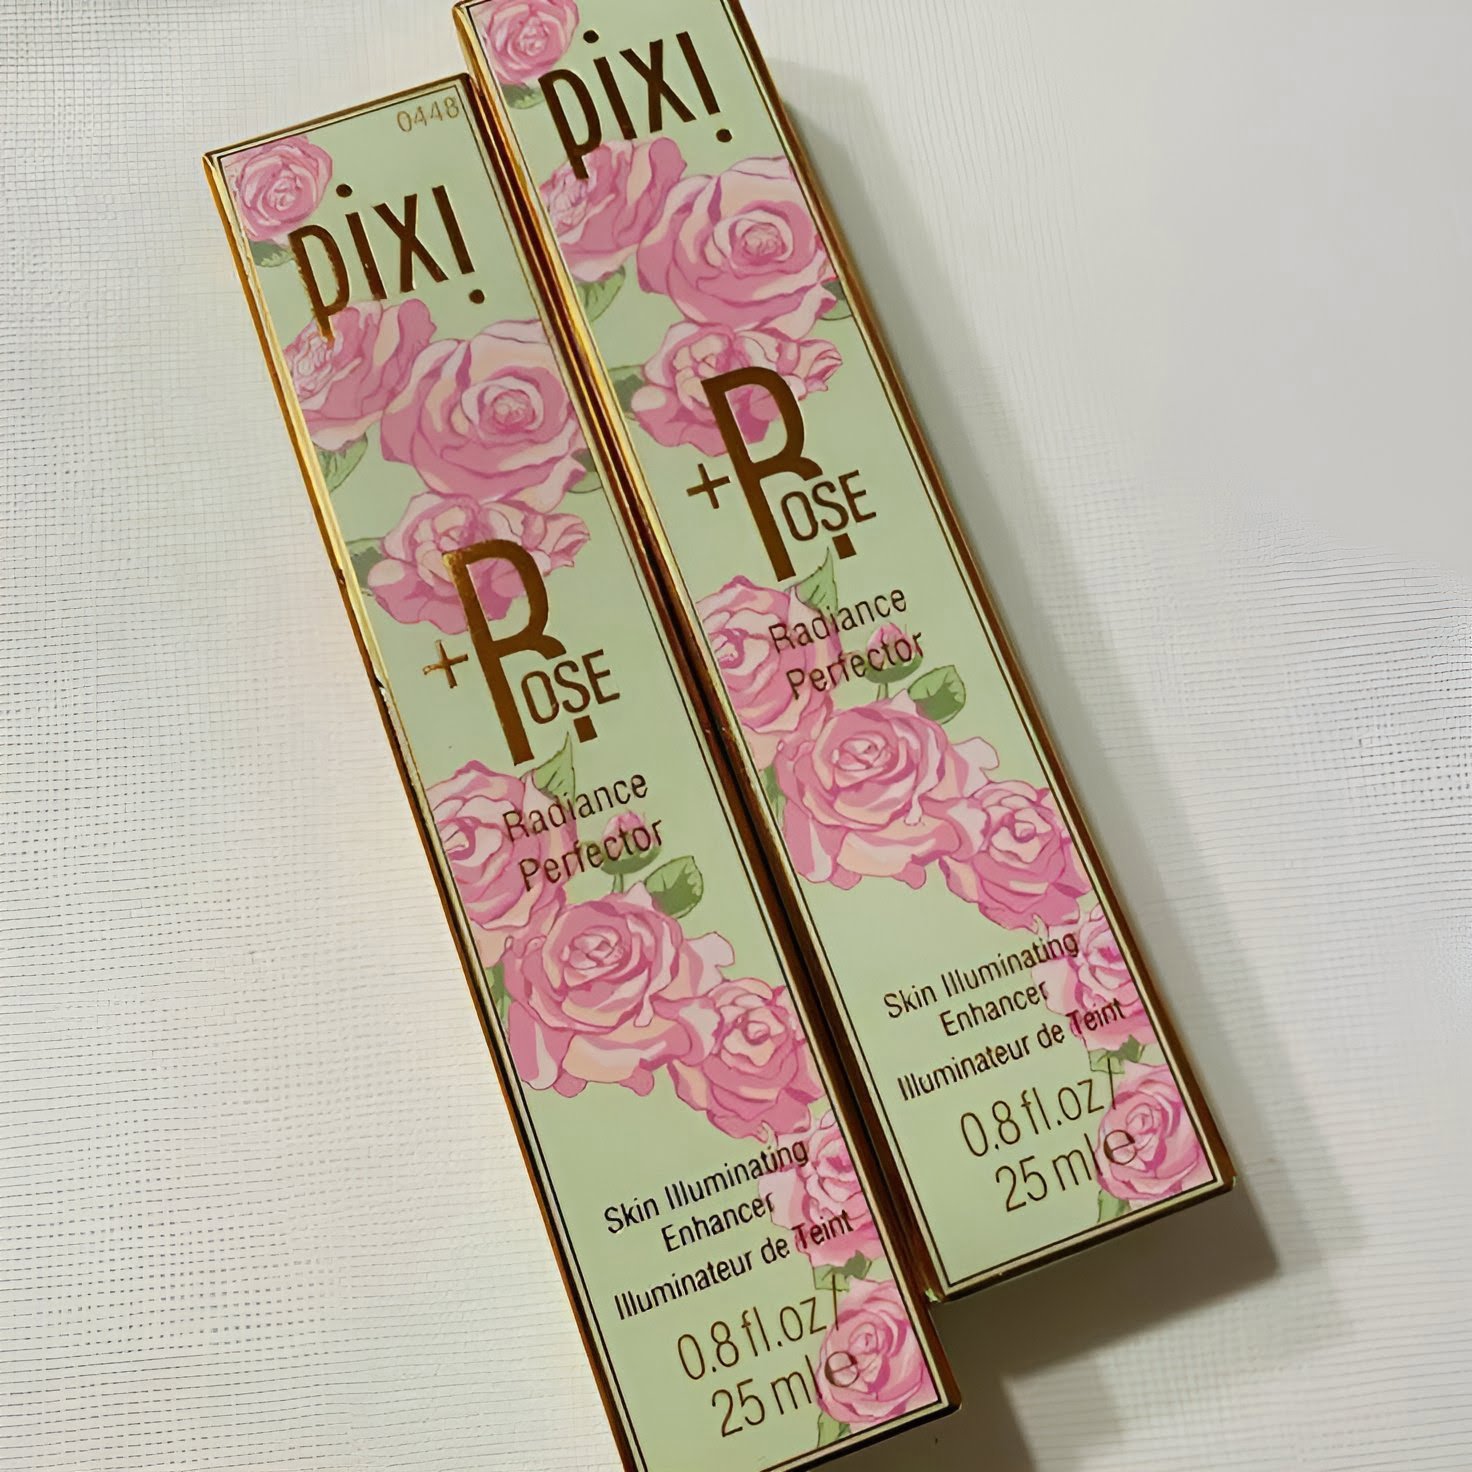 0448
pixi
+Rose
Radiance
Perfector
Skin Illuminating
Enhancer
Illuminateur de Teint
0.8 fl.oz/
25 ml ℮
pixi
+Rose
Radiance
Perfector
Skin Illuminating
Enhancer
Illuminateur de Teint
0.8 fl.oz/
25 ml ℮